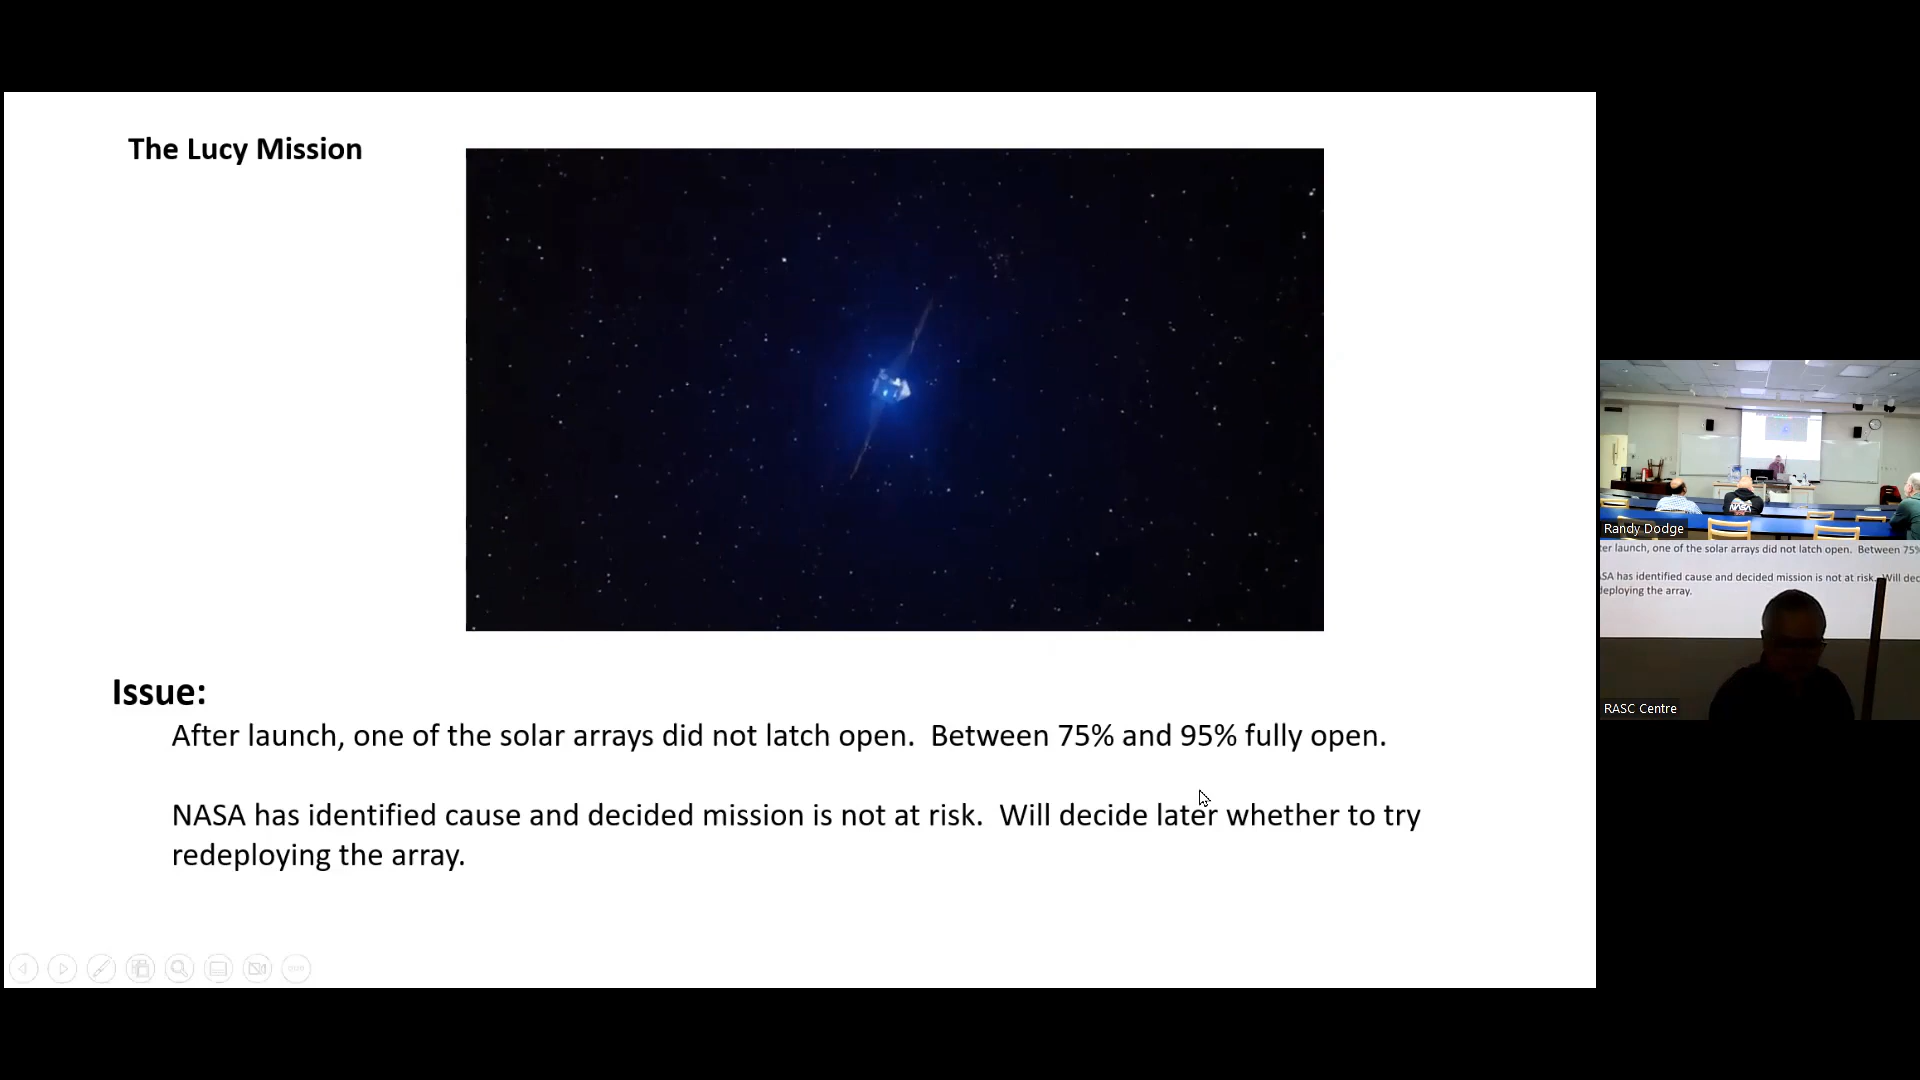 The Lucy Mission
Issue:
After launch, one of the solar arrays did not latch open. Between 75% and 95% fully open.
NASA has identified cause and decided mission is not at risk. Will decide later whether to try
redeploying the array.
NASA
Randy Dodge
ter launch, one of the solar arrays did not latch open. Between 75%
SA has identified cause and decided mission is not at risk. Will dec
deploying the array.
RASC Centre